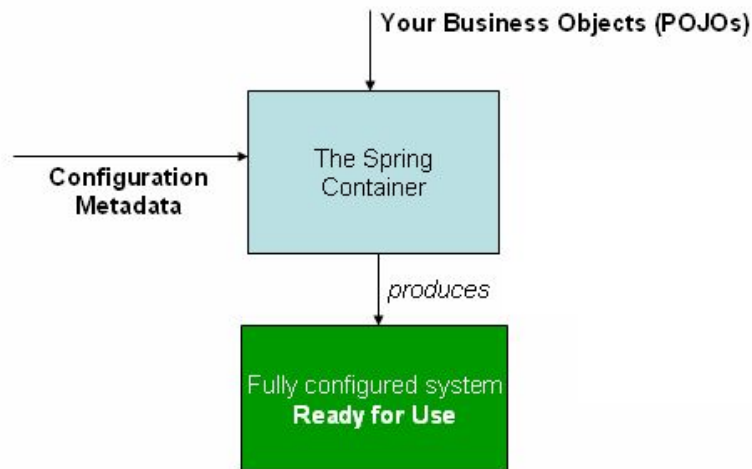 Your Business Objects (POJOs)
The Spring
Container
Configuration
Metadata
produces
Fully configured system
Ready for Use